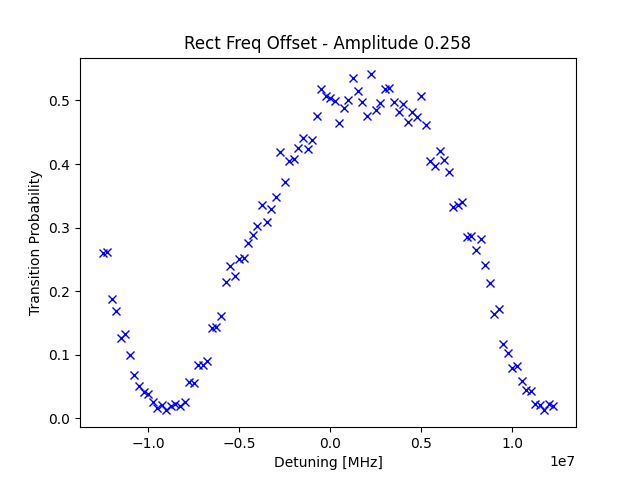 Rect Freq Offset - Amplitude 0.258
Transition Probability
0.5
0.4
0.3
0.2
0.1
0.0
−1.0 −0.5 0.0 0.5 1.0
1e7
Detuning [MHz]